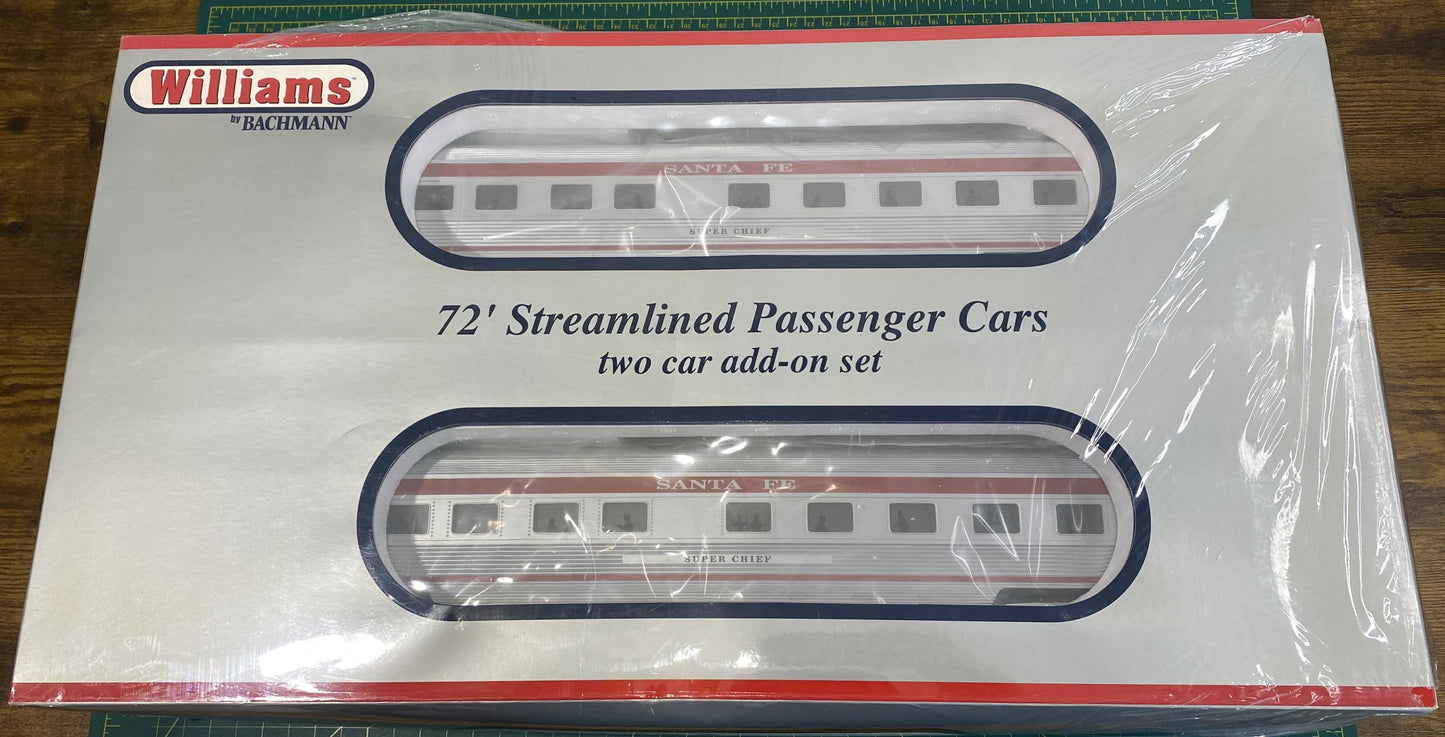 Williams
by BACHMANN
SANTA FE
SUPER CHIEF
72' Streamlined Passenger Cars
two car add-on set
SANTA FE
SUPER CHIEF